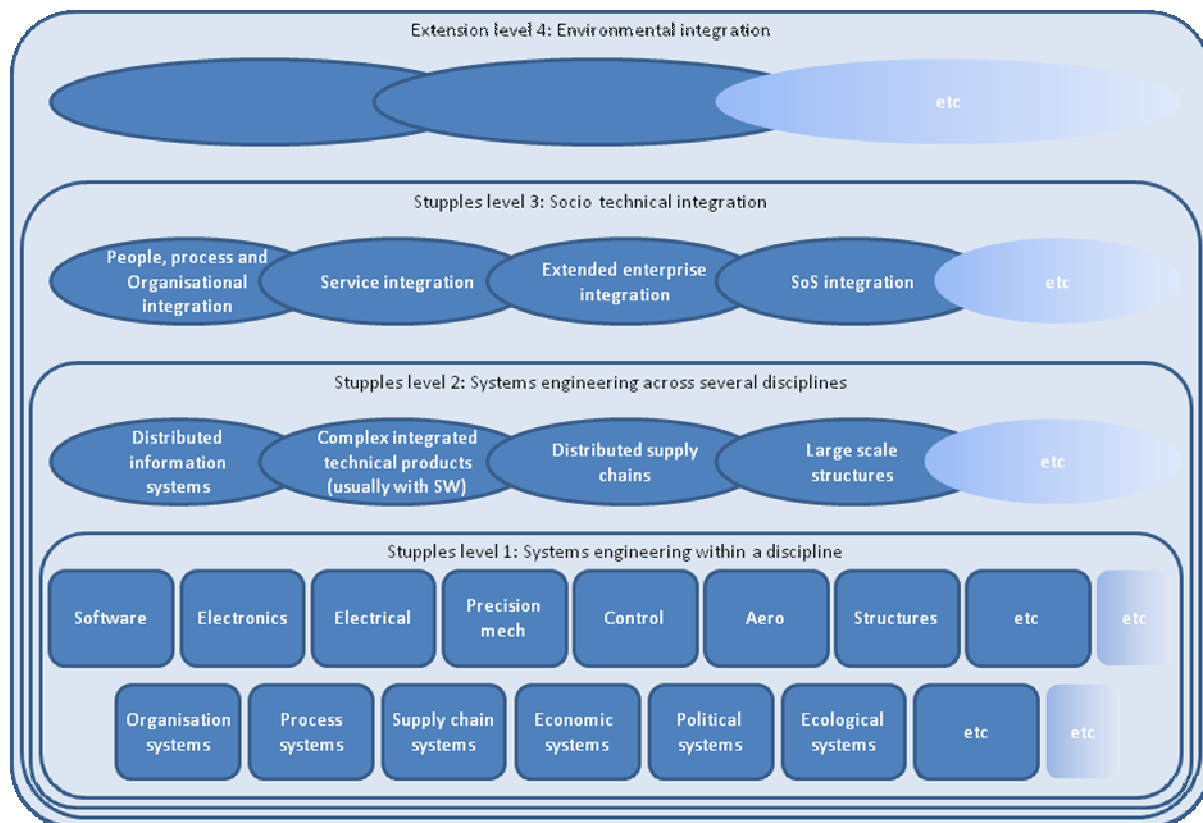 Extension level 4: Environmental integration
etc
Stupples level 3: Socio technical integration
People, process and
Organisational
integration
Service integration
Extended enterprise
integration
SoS integration
etc
Stupples level 2: Systems engineering across several disciplines
Distributed
information
systems
Complex integrated
technical products
(usually with SW)
Distributed supply
chains
Large scale
structures
etc
Stupples level 1: Systems engineering within a discipline
Software
Electronics
Electrical
Precision
mech
Control
Aero
Structures
etc
etc
Organisation
systems
Process
systems
Supply chain
systems
Economic
systems
Political
systems
Ecological
systems
etc
etc